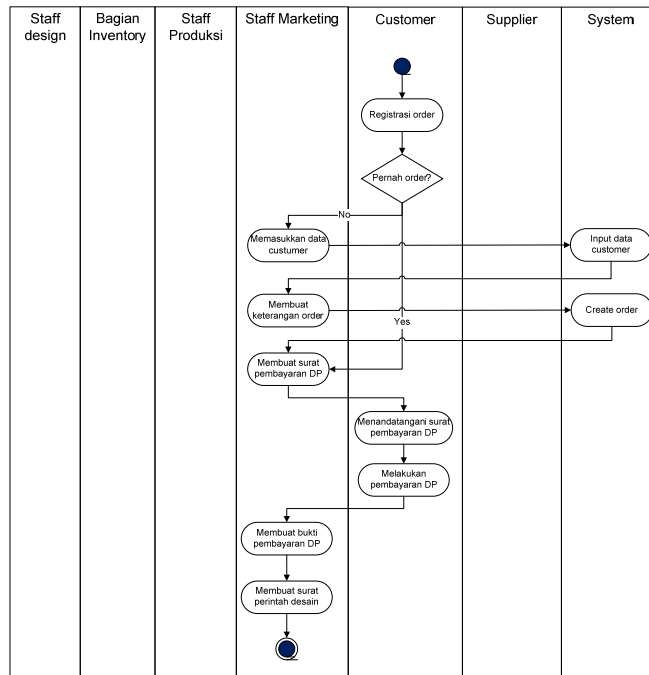 Staff
design
Bagian
Inventory
Staff
Produksi
Staff Marketing
Customer
Supplier
System
Registrasi order
Pernah order?
No
Memasukkan data
custumer
Input data
customer
Membuat
keterangan order
Create order
Yes
Membuat surat
pembayaran DP
Menandatangani surat
pembayaran DP
Melakukan
pembayaran DP
Membuat bukti
pembayaran DP
Membuat surat
perintah desain